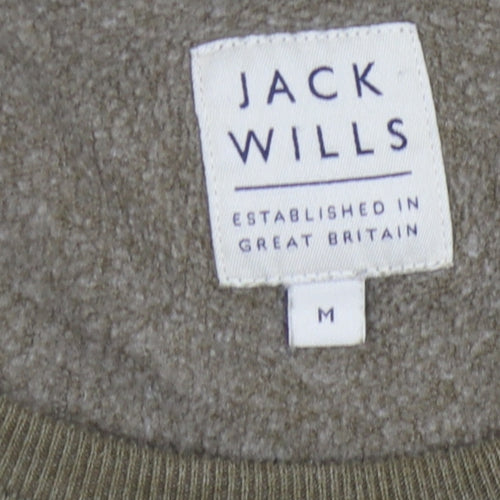 JACK
WILLS
ESTABLISHED IN
GREAT BRITAIN
M